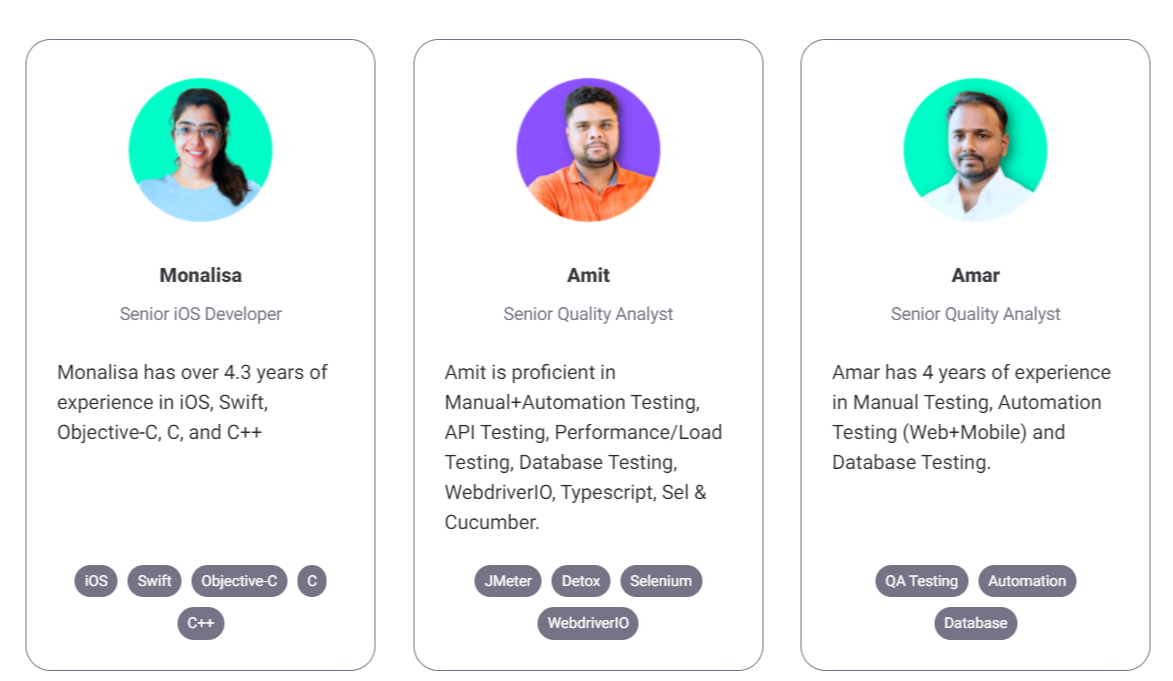 Monalisa
Senior iOS Developer
Monalisa has over 4.3 years of
experience in iOS, Swift,
Objective-C, C, and C++
iOS Swift Objective-C C
C++
Amit
Senior Quality Analyst
Amit is proficient in
Manual+Automation Testing,
API Testing, Performance/Load
Testing, Database Testing,
WebdriverIO, Typescript, Sel &
Cucumber.
JMeter Detox Selenium
WebdriverIO
Amar
Senior Quality Analyst
Amar has 4 years of experience
in Manual Testing, Automation
Testing (Web+Mobile) and
Database Testing.
QA Testing Automation
Database